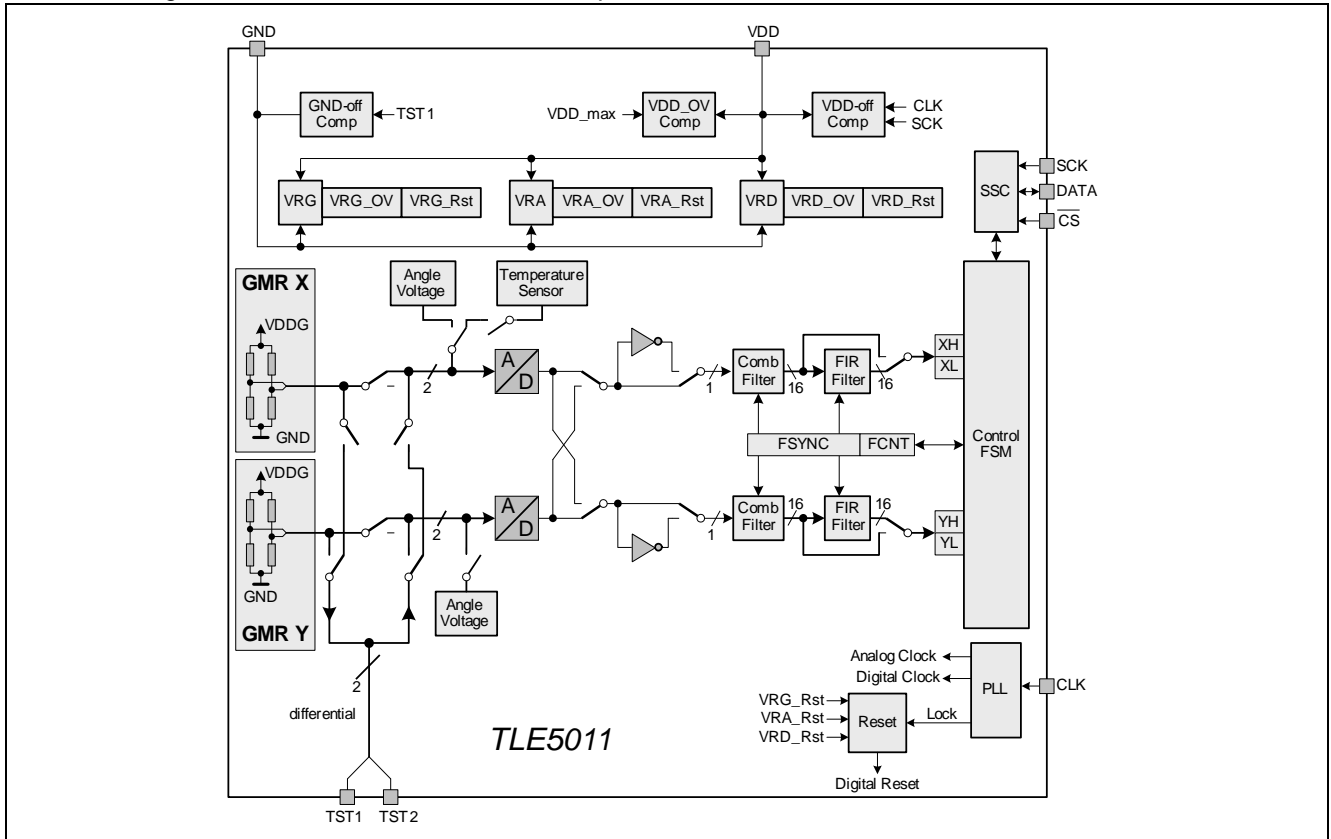 GND
VDD
GND-off
Comp
TST1
VDD_max
VDD_OV
Comp
VDD-off
Comp
CLK
SCK
SCK
SSC
DATA
CS
VRG
VRG_OV
VRG_Rst
VRA
VRA_OV
VRA_Rst
VRD
VRD_OV
VRD_Rst
GMR X
VDDG
GND
Angle
Voltage
Temperature
Sensor
2
A
D
1
Comb
Filter
16
FIR
Filter
16
XH
XL
FSYNC
FCNT
Control
FSM
VDDG
GND
GMR Y
2
A
D
1
Comb
Filter
16
FIR
Filter
16
YH
YL
Angle
Voltage
2
differential
TLE5011
Analog Clock
Digital Clock
PLL
CLK
VRG_Rst
VRA_Rst
VRD_Rst
Reset
Lock
Digital Reset
TST1
TST2